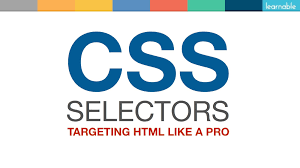 learnable
CSS
SELECTORS
TARGETING HTML LIKE A PRO